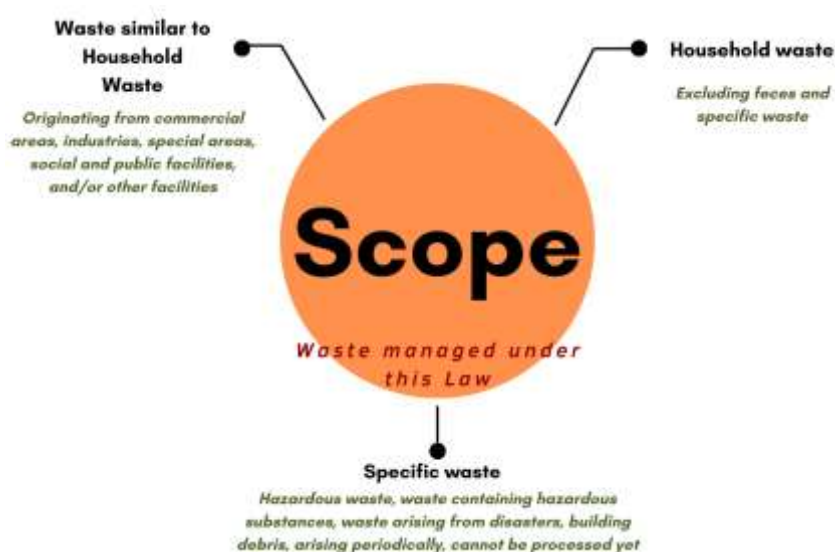 Waste similar to
Household
Waste
Originating from commercial
areas, industries, special areas,
social and public facilities,
and/or other facilities
Household waste
Excluding feces and
specific waste
Scope
Waste managed under
this Law
Specific waste
Hazardous waste, waste containing hazardous
substances, waste arising from disasters, building
debris, arising periodically, cannot be processed yet